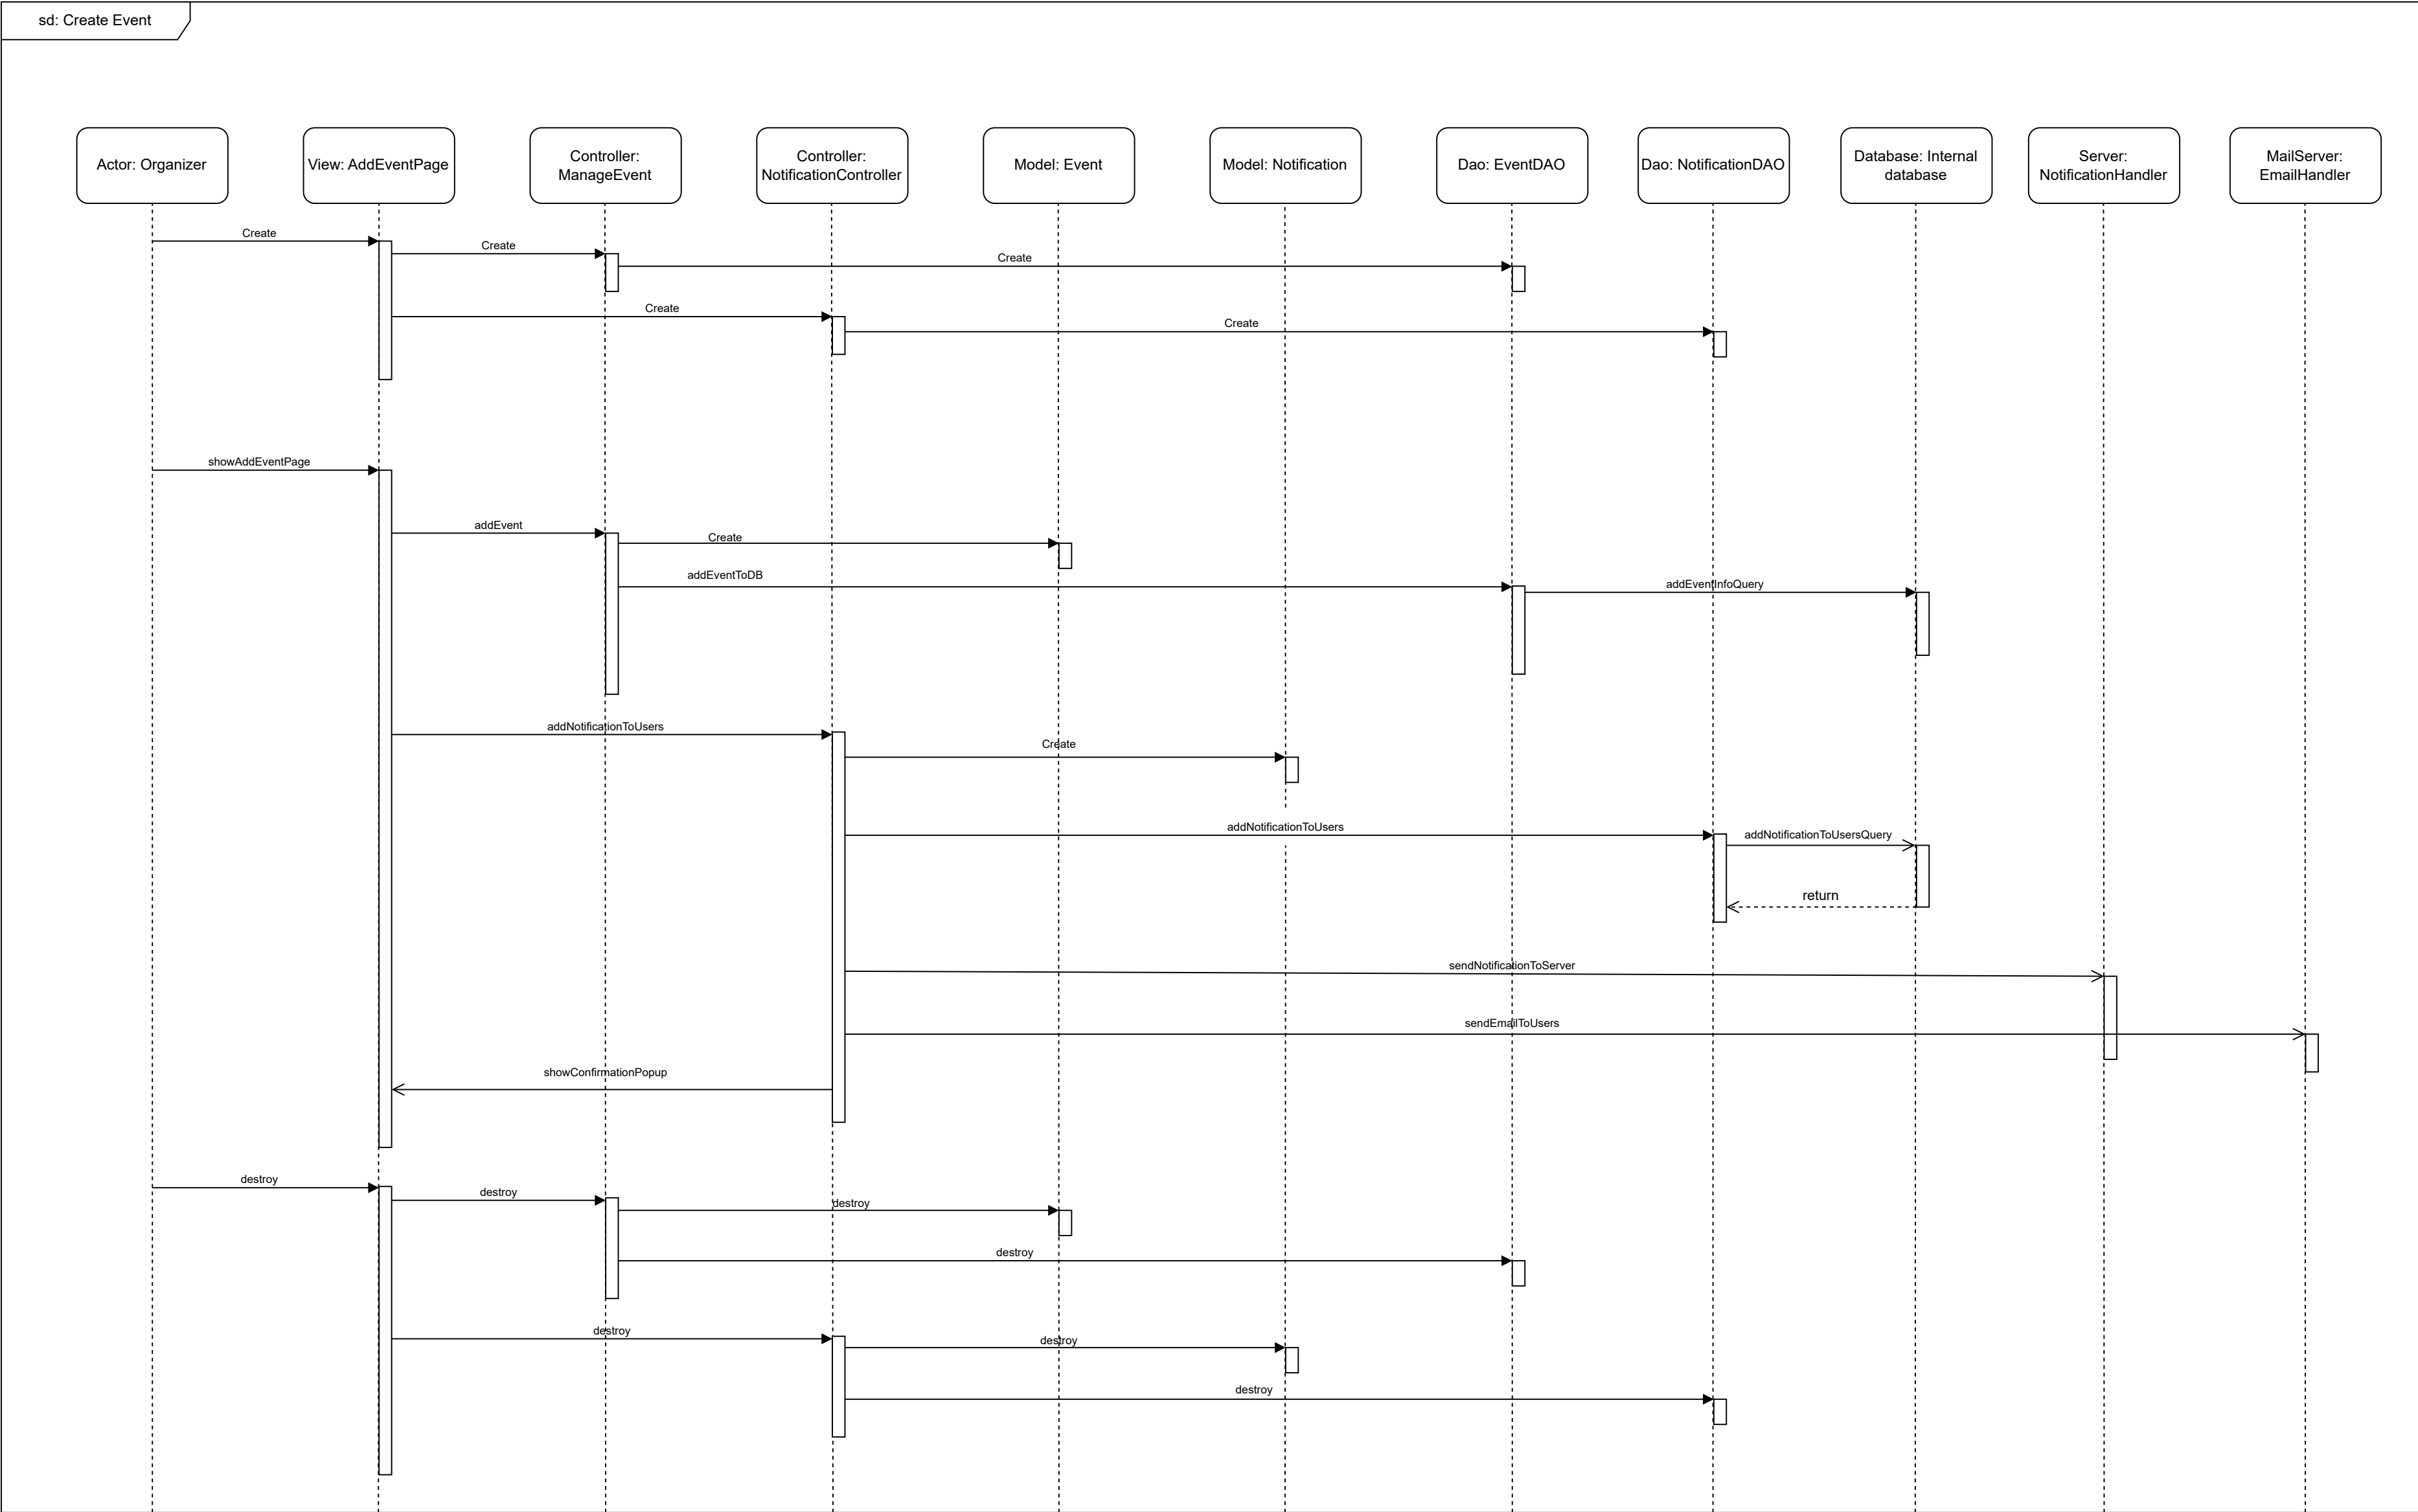 sd: Create Event
Actor: Organizer
View: AddEventPage
Controller:
ManageEvent
Controller:
NotificationController
Model: Event
Model: Notification
Dao: EventDAO
Dao: NotificationDAO
Database: Internal
database
Server:
NotificationHandler
MailServer:
EmailHandler
Create
Create
Create
Create
Create
showAddEventPage
addEvent
Create
addEventToDB
addEventInfoQuery
addNotificationToUsers
Create
addNotificationToUsers
addNotificationToUsersQuery
return
sendNotificationToServer
sendEmailToUsers
showConfirmationPopup
destroy
destroy
destroy
destroy
destroy
destroy
destroy